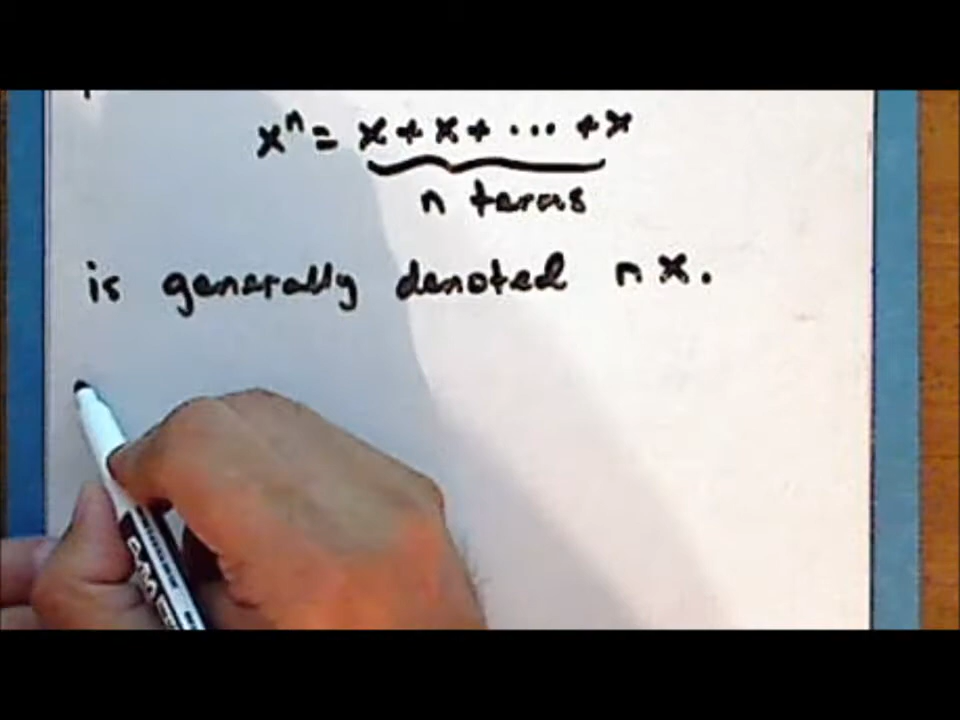 xⁿ = x + x + ... + x
n terms
is generally denoted nx.